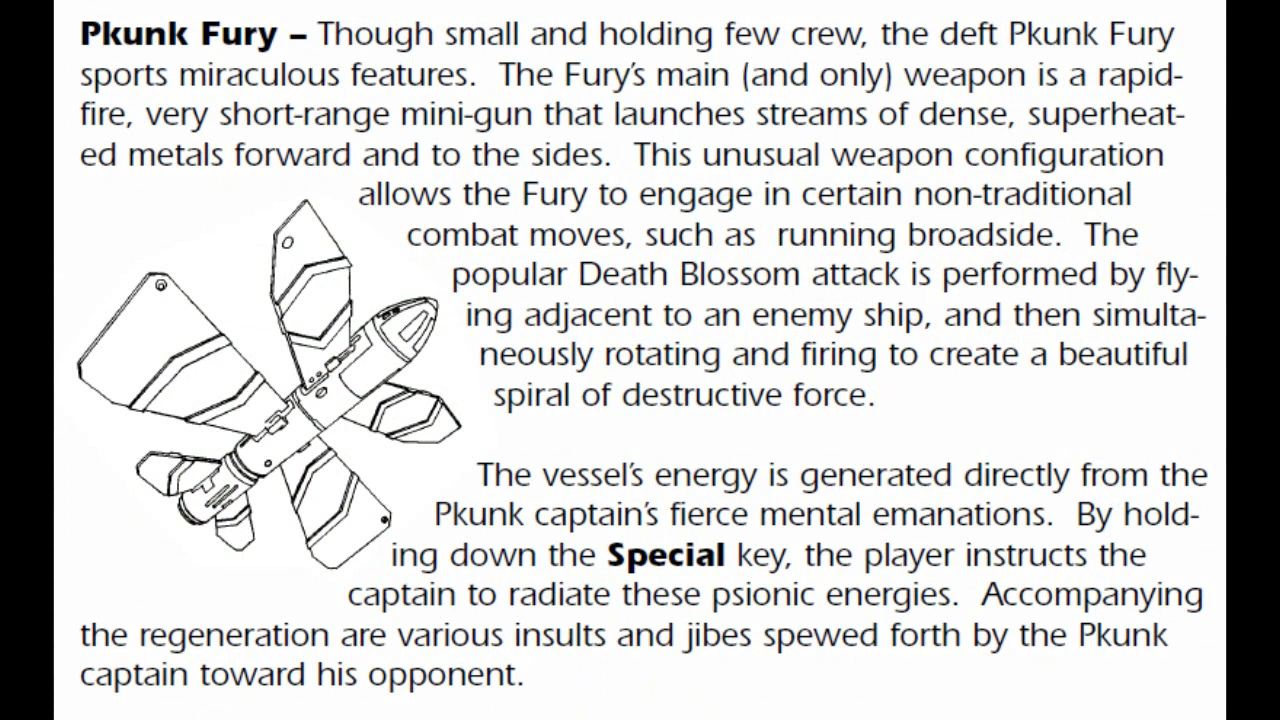 Pkunk Fury – Though small and holding few crew, the deft Pkunk Fury
sports miraculous features. The Fury's main (and only) weapon is a rapid-
fire, very short-range mini-gun that launches streams of dense, superheat-
ed metals forward and to the sides. This unusual weapon configuration
allows the Fury to engage in certain non-traditional
combat moves, such as running broadside. The
popular Death Blossom attack is performed by fly-
ing adjacent to an enemy ship, and then simulta-
neously rotating and firing to create a beautiful
spiral of destructive force.
The vessel's energy is generated directly from the
Pkunk captain's fierce mental emanations. By hold-
ing down the Special key, the player instructs the
captain to radiate these psionic energies. Accompanying
the regeneration are various insults and jibes spewed forth by the Pkunk
captain toward his opponent.